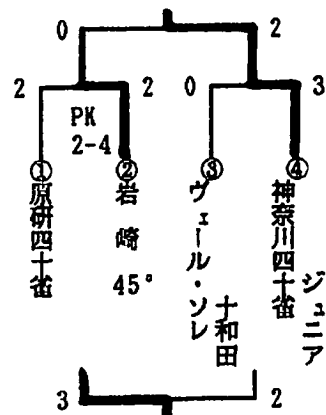 0 2
2 2 0 3
PK
2-4
① ② ③ ④
原研四十雀
岩崎45°
ヴェール・ソレ
十和田
神奈川四十雀
ジュニア
3 2